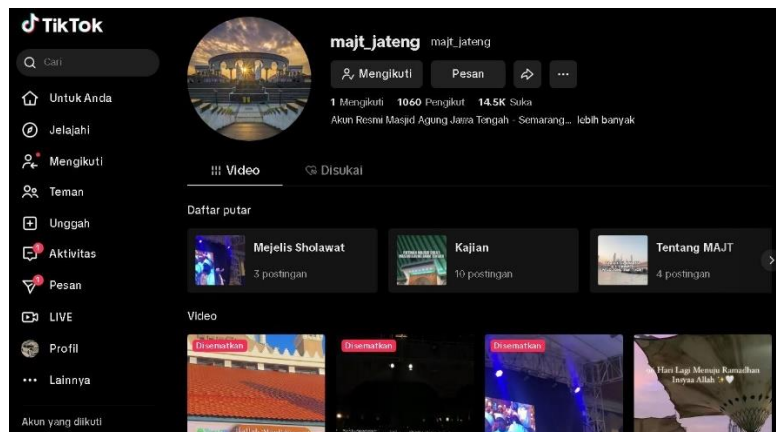 TikTok
Cari
Untuk Anda
Jelajahi
Mengikuti
Teman
Unggah
Aktivitas
1
Pesan
1
LIVE
Profil
Lainnya
Akun yang diikuti
majt_jateng majt_jateng
Mengikuti Pesan
1 Mengikuti 1060 Pengikut 14.5K Suka
Akun Resmi Masjid Agung Jawa Tengah - Semarang... lebih banyak
Video Disukai
Daftar putar
Mejelis Sholawat
3 postingan
Kajian
10 postingan
Tentang MAJT
4 postingan
Video
Disematkan
Disematkan
Disematkan
Hari Lagi Menuju Ramadhan
Insyaa Allah